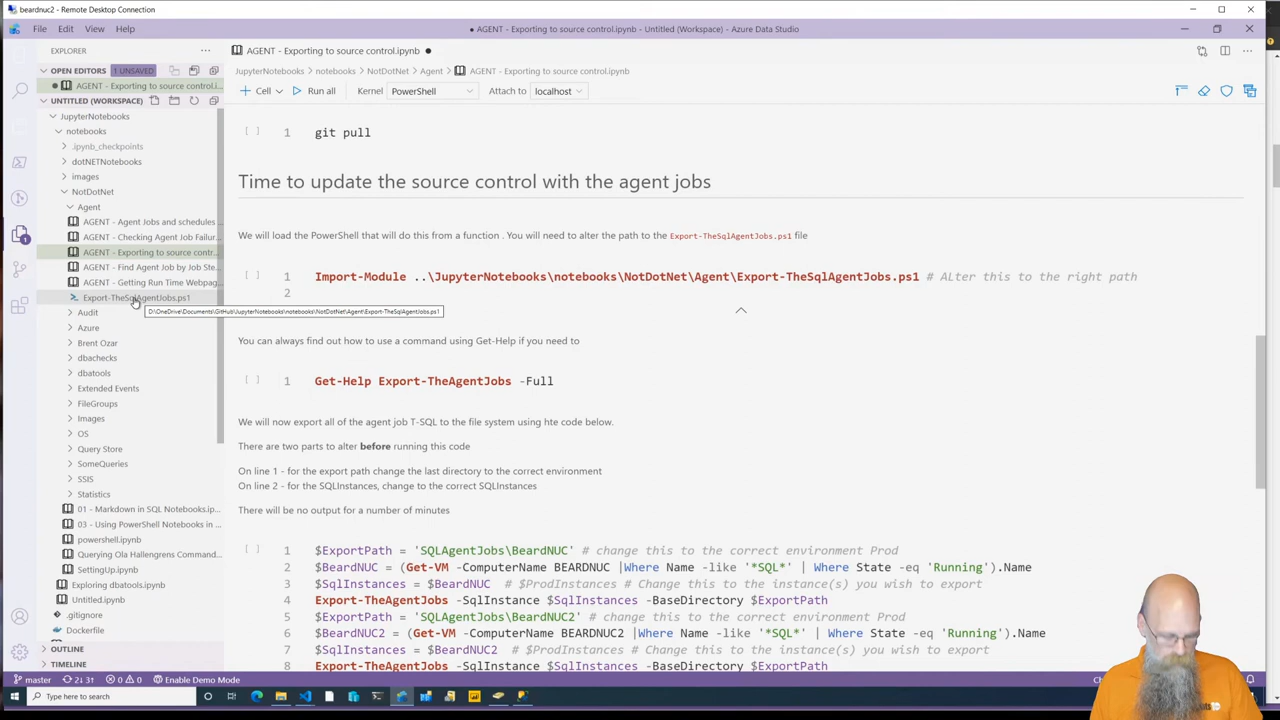 beardnuc2 - Remote Desktop Connection
File Edit View Help
● AGENT - Exporting to source control.ipynb - Untitled (Workspace) - Azure Data Studio
EXPLORER
AGENT - Exporting to source control.ipynb ●
OPEN EDITORS 1 UNSAVED
AGENT - Exporting to source control.i...
UNTITLED (WORKSPACE)
JupyterNotebooks
notebooks
.ipynb_checkpoints
dotNETNotebooks
images
NotDotNet
Agent
AGENT - Agent Jobs and schedules ...
AGENT - Checking Agent Job Failur...
AGENT - Exporting to source contr...
AGENT - Find Agent Job by Job Ste...
AGENT - Getting Run Time Webpag...
Export-TheSqlAgentJobs.ps1
D:\OneDrive\Documents\GitHub\JupyterNotebooks\notebooks\NotDotNet\Agent\Export-TheSqlAgentJobs.ps1
Audit
Azure
Brent Ozar
dbachecks
dbatools
Extended Events
FileGroups
Images
OS
Query Store
SomeQueries
SSIS
Statistics
01 - Markdown in SQL Notebooks.ip...
03 - Using PowerShell Notebooks in ...
powershell.ipynb
Querying Ola Hallengrens Command...
SettingUp.ipynb
Exploring dbatools.ipynb
Untitled.ipynb
.gitignore
Dockerfile
OUTLINE
TIMELINE
JupyterNotebooks > notebooks > NotDotNet > Agent > AGENT - Exporting to source control.ipynb
+ Cell Run all Kernel PowerShell Attach to localhost
[ ] 1 git pull
Time to update the source control with the agent jobs
We will load the PowerShell that will do this from a function . You will need to alter the path to the Export-TheSqlAgentJobs.ps1 file
[ ] 1 Import-Module ..\JupyterNotebooks\notebooks\NotDotNet\Agent\Export-TheSqlAgentJobs.ps1 # ALter this to the right path
2
You can always find out how to use a command using Get-Help if you need to
[ ] 1 Get-Help Export-TheAgentJobs -Full
We will now export all of the agent job T-SQL to the file system using hte code below.
There are two parts to alter before running this code
On line 1 - for the export path change the last directory to the correct environment
On line 2 - for the SQLInstances, change to the correct SQLInstances
There will be no output for a number of minutes
[ ] 1 $ExportPath = 'SQLAgentJobs\BeardNUC' # change this to the correct environment Prod
2 $BeardNUC = (Get-VM -ComputerName BEARDNUC |Where Name -like '*SQL*' | Where State -eq 'Running').Name
3 $SqlInstances = $BeardNUC # $ProdInstances # Change this to the instance(s) you wish to export
4 Export-TheAgentJobs -SqlInstance $SqlInstances -BaseDirectory $ExportPath
5 $ExportPath = 'SQLAgentJobs\BeardNUC2' # change this to the correct environment Prod
6 $BeardNUC2 = (Get-VM -ComputerName BEARDNUC2 |Where Name -like '*SQL*' | Where State -eq 'Running').Name
7 $SqlInstances = $BeardNUC2 # $ProdInstances # Change this to the instance(s) you wish to export
8 Export-TheAgentJobs -SqlInstance $SqlInstances -BaseDirectory $ExportPath
master 2↓ 3↑ 0 0 Enable Demo Mode
Type here to search